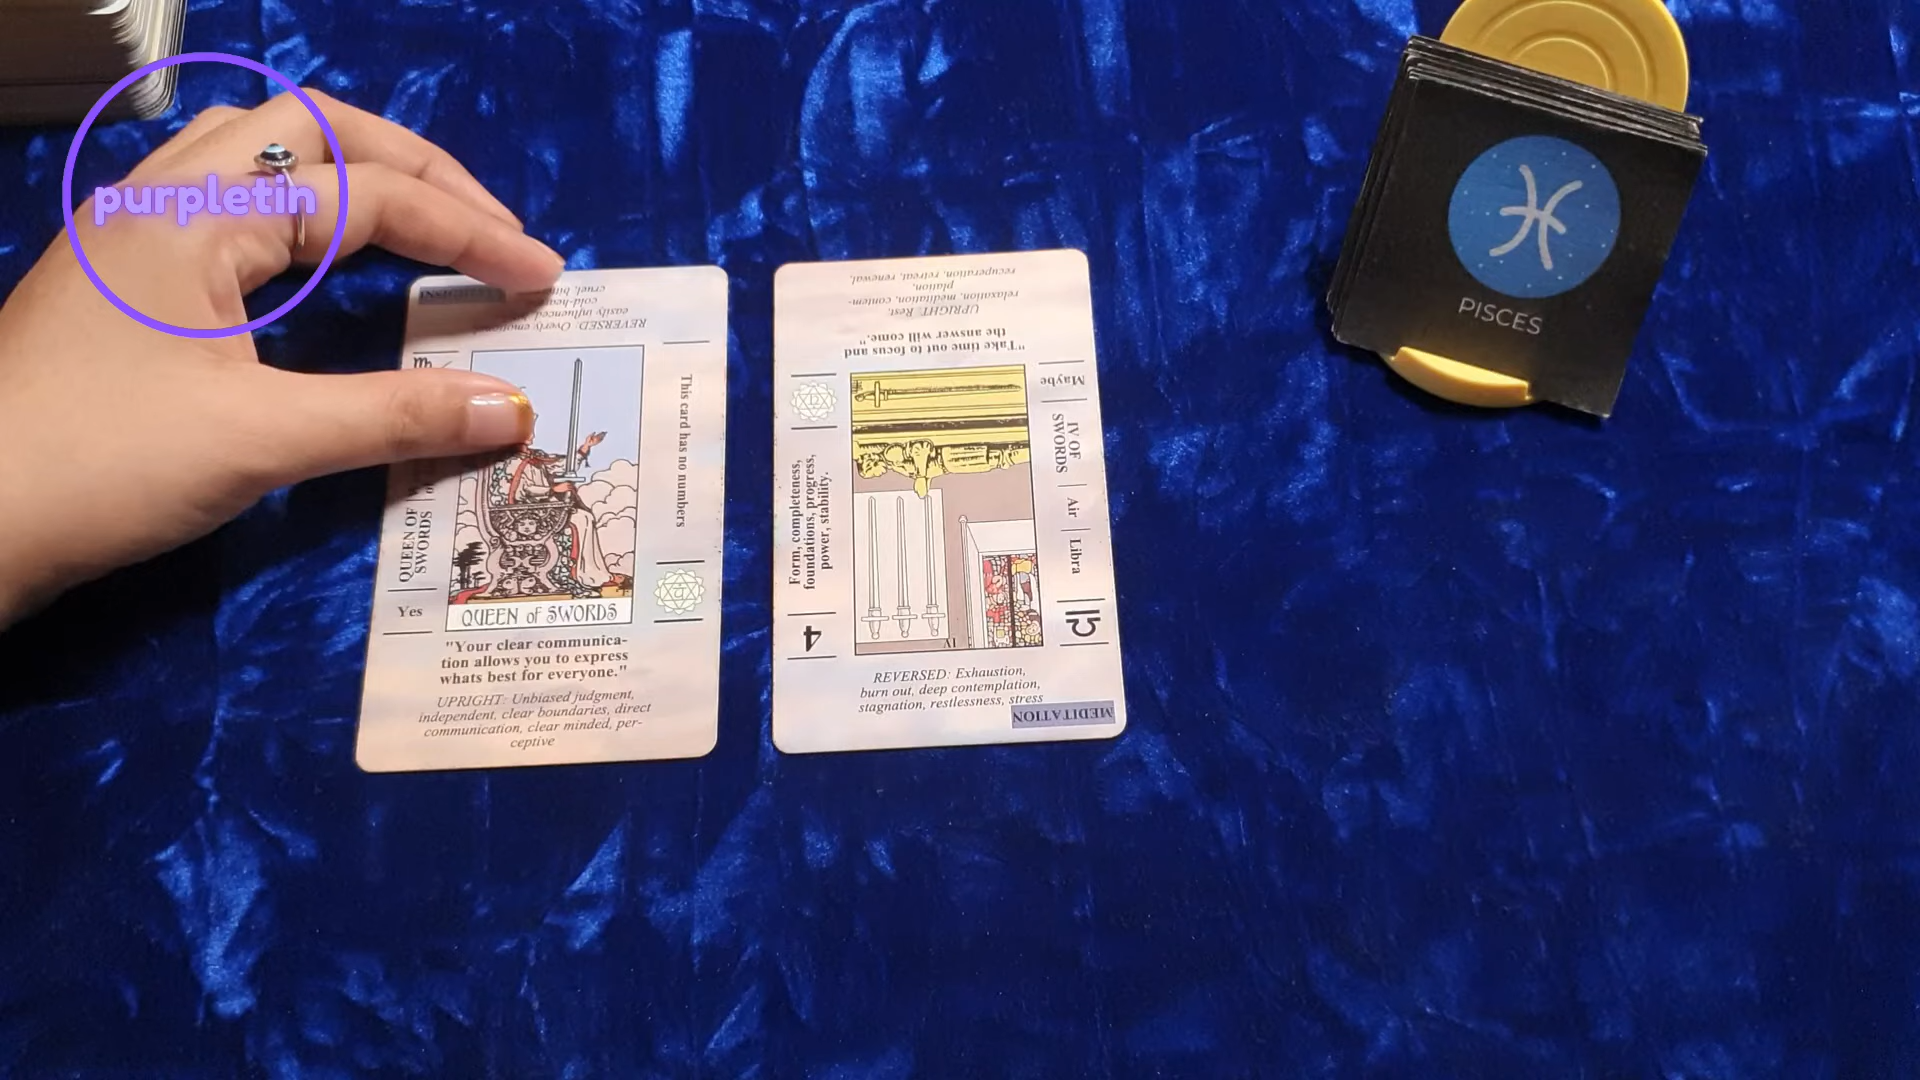 purpletin
REVERSED: Overly emotional,
easily influenced,
cold-hea
cruel,
This card has no numbers
QUEEN OF
SWORDS
Yes
QUEEN of SWORDS
"Your clear communica-
tion allows you to express
whats best for everyone."
UPRIGHT: Unbiased judgment,
independent, clear boundaries, direct
communication, clear minded, per-
ceptive
UPRIGHT: Rest,
relaxation, meditation, contem-
plation,
recuperation, retreat, renewal,
"Take time out to focus and
the answer will come."
Maybe
IV OF
SWORDS
Air
Libra
Form, completeness,
foundations, progress,
power, stability.
4
IV
REVERSED: Exhaustion,
burn out, deep contemplation,
stagnation, restlessness, stress
MEDITATION
PISCES